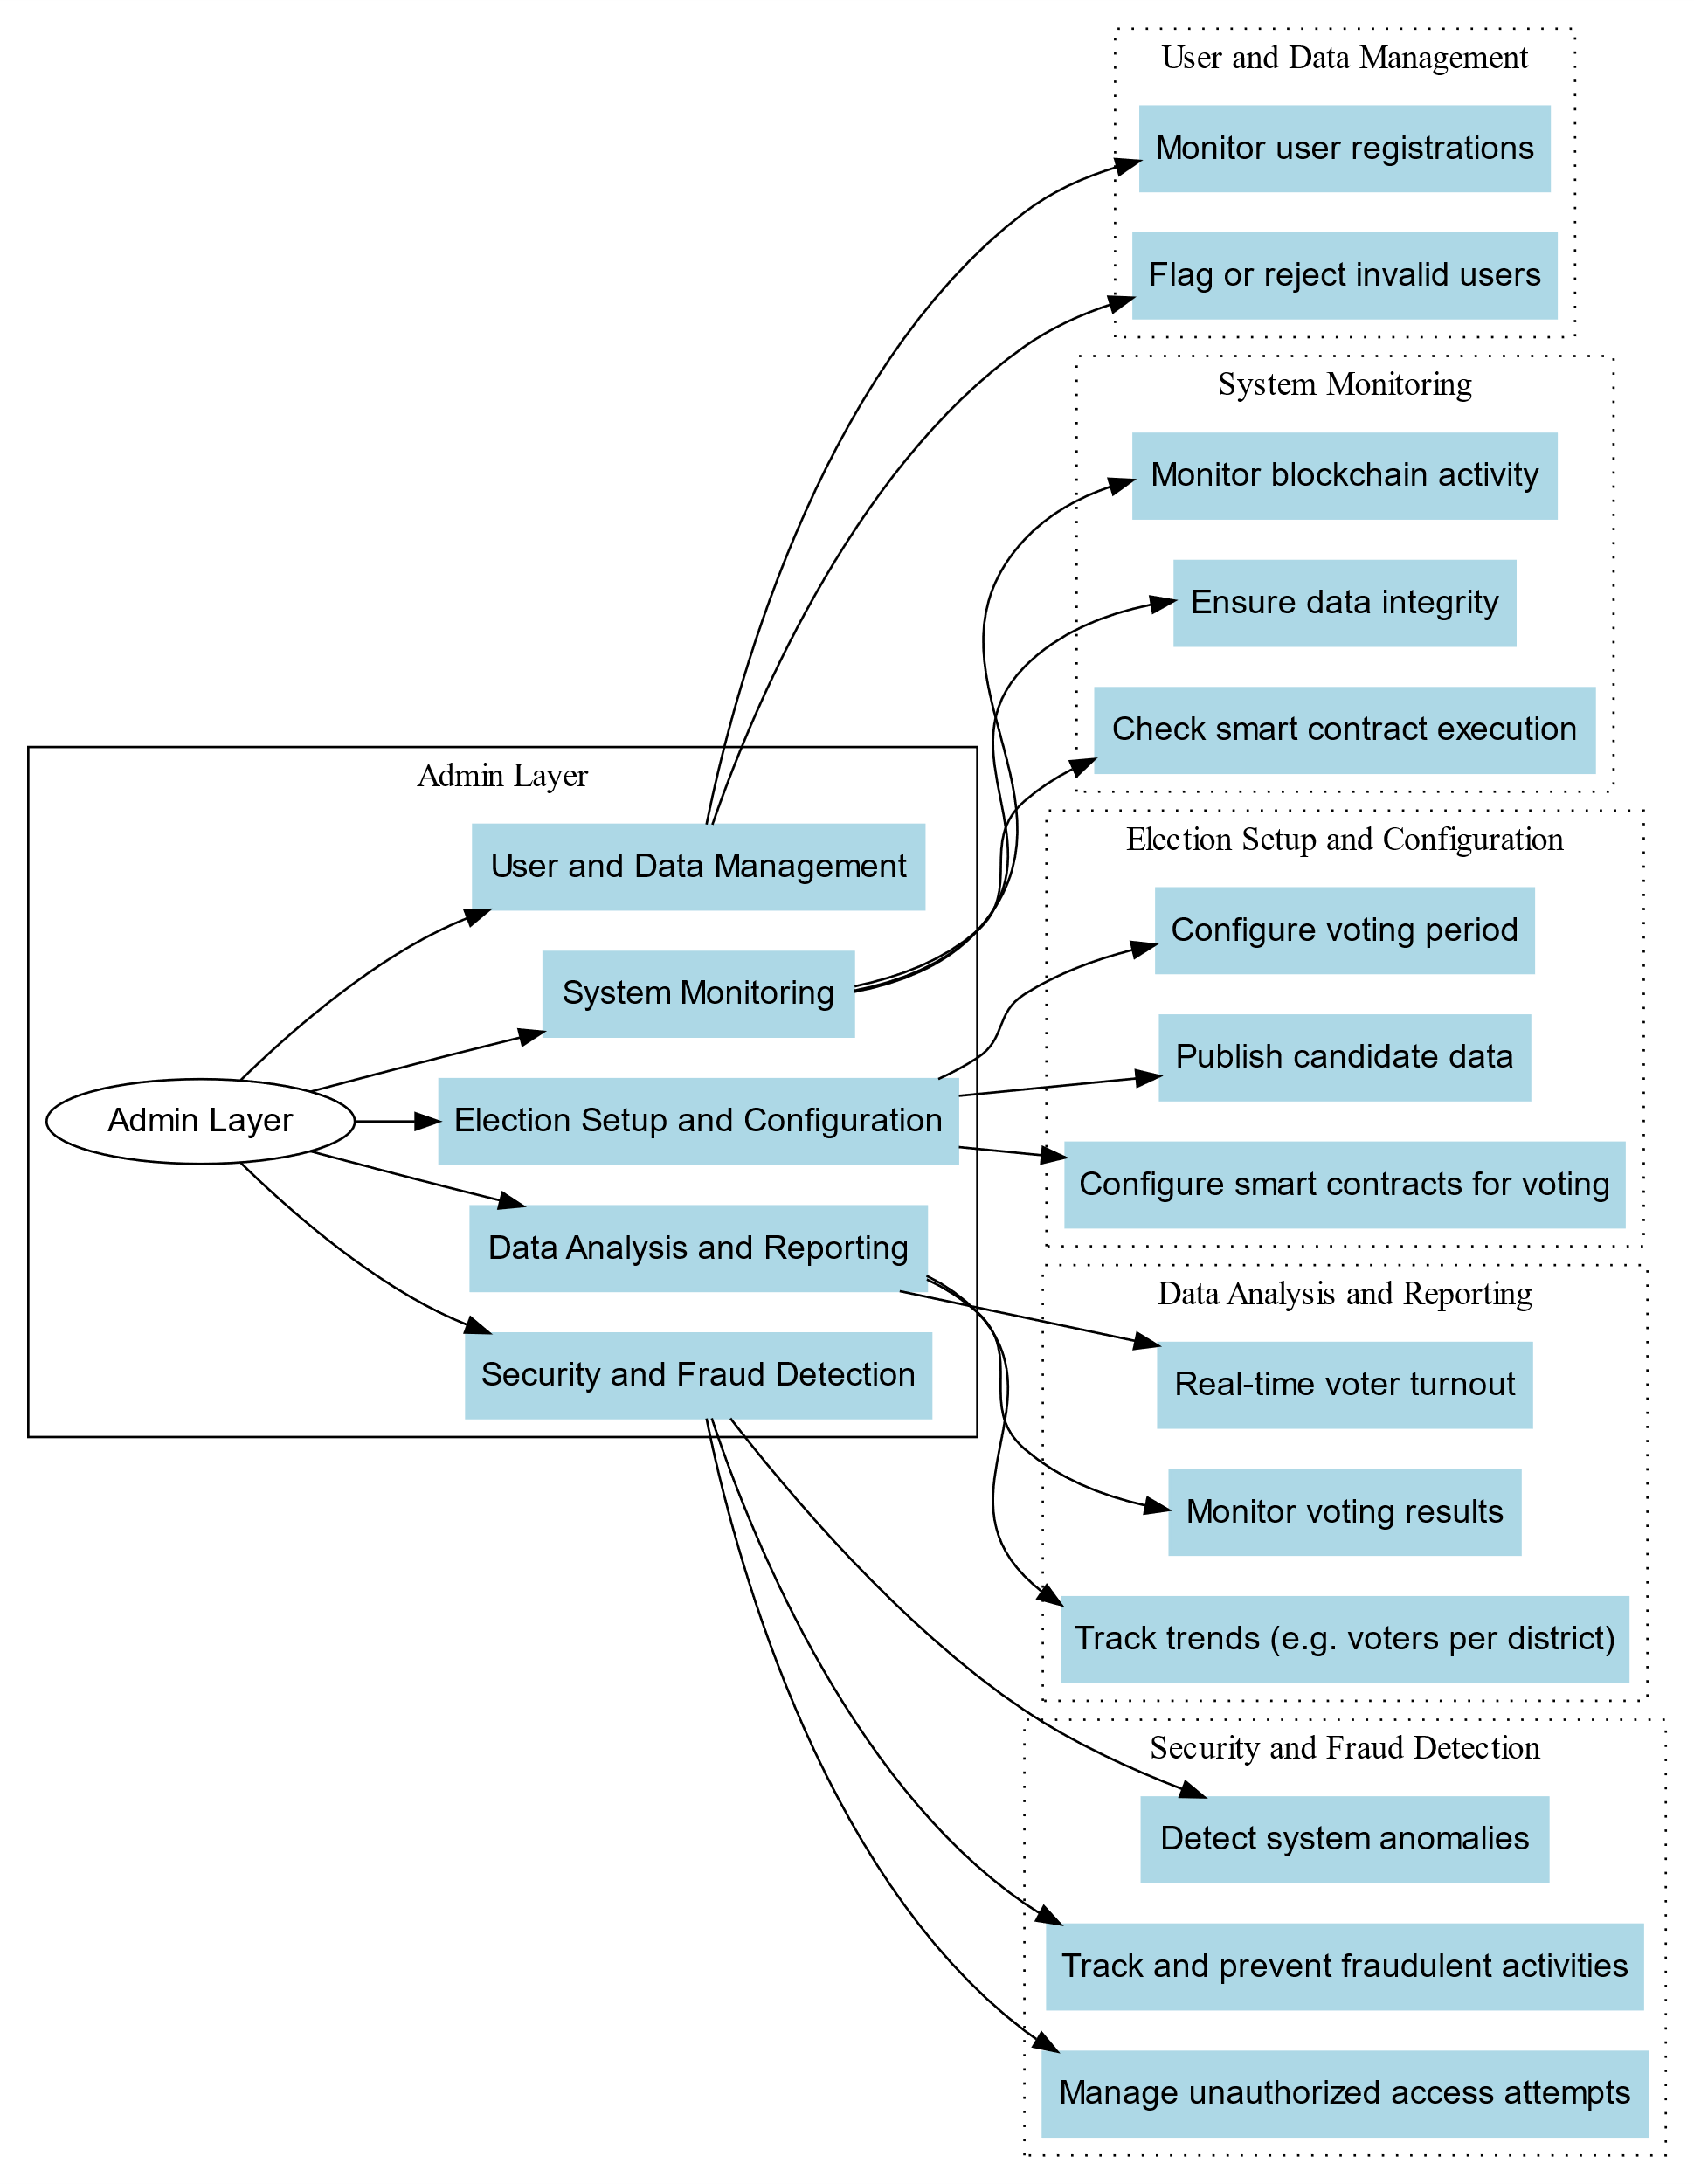 User and Data Management
Monitor user registrations
Flag or reject invalid users
System Monitoring
Monitor blockchain activity
Ensure data integrity
Check smart contract execution
Admin Layer
User and Data Management
System Monitoring
Admin Layer
Election Setup and Configuration
Data Analysis and Reporting
Security and Fraud Detection
Election Setup and Configuration
Configure voting period
Publish candidate data
Configure smart contracts for voting
Data Analysis and Reporting
Real-time voter turnout
Monitor voting results
Track trends (e.g. voters per district)
Security and Fraud Detection
Detect system anomalies
Track and prevent fraudulent activities
Manage unauthorized access attempts